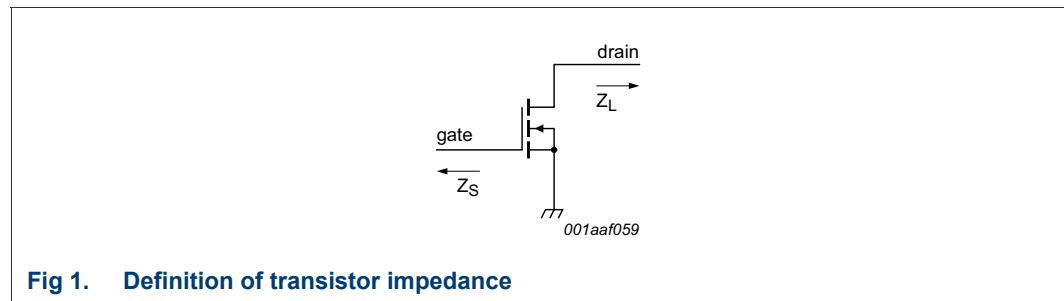 drain
Z_L
gate
Z_S
001aaf059
Fig 1. Definition of transistor impedance